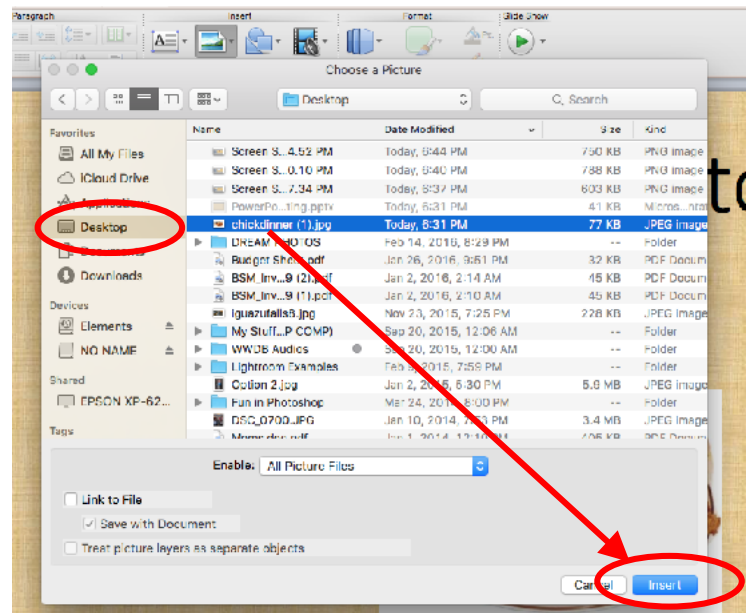 Paragraph Insert Format Slide Show
Choose a Picture
Desktop Search
Favorites Name Date Modified Size Kind
All My Files Screen S...4.52 PM Today, 6:44 PM 750 KB PNG image
iCloud Drive Screen S...0.10 PM Today, 6:40 PM 788 KB PNG image
Screen S...7.34 PM Today, 6:37 PM 603 KB PNG image
Applications PowerPo...ting.pptx Today, 6:31 PM 41 KB
Desktop chickdinner (1).jpg Today, 6:31 PM 77 KB JPEG image
Documents DREAM PHOTOS Feb 14, 2016, 8:29 PM -- Folder
Budget Sheet.pdf Jan 26, 2016, 9:51 PM 32 KB PDF Docum
Downloads BSM_Inv...9 (2).pdf Jan 2, 2016, 2:14 AM 45 KB PDF Docum
BSM_Inv...9 (1).pdf Jan 2, 2016, 2:10 AM 45 KB PDF Docum
Devices iguazufalls8.jpg Nov 23, 2015, 7:25 PM 228 KB JPEG image
Elements My Stuff...P COMP) Sep 20, 2015, 12:06 AM -- Folder
NO NAME WWDB Audios Sep 20, 2015, 12:00 AM -- Folder
Lightroom Examples 2015, 7:59 PM -- Folder
Shared Option 2.jpg Jan 2, 2015, 6:30 PM 5.9 MB JPEG image
EPSON XP-62... Fun in Photoshop Mar 24, 2014, 8:00 PM -- Folder
DSC_0700.JPG Jan 10, 2014, PM 3.4 MB JPEG image
Tags
Enable: All Picture Files
Link to File
Save with Document
Treat picture layers as separate objects
Cancel Insert
to